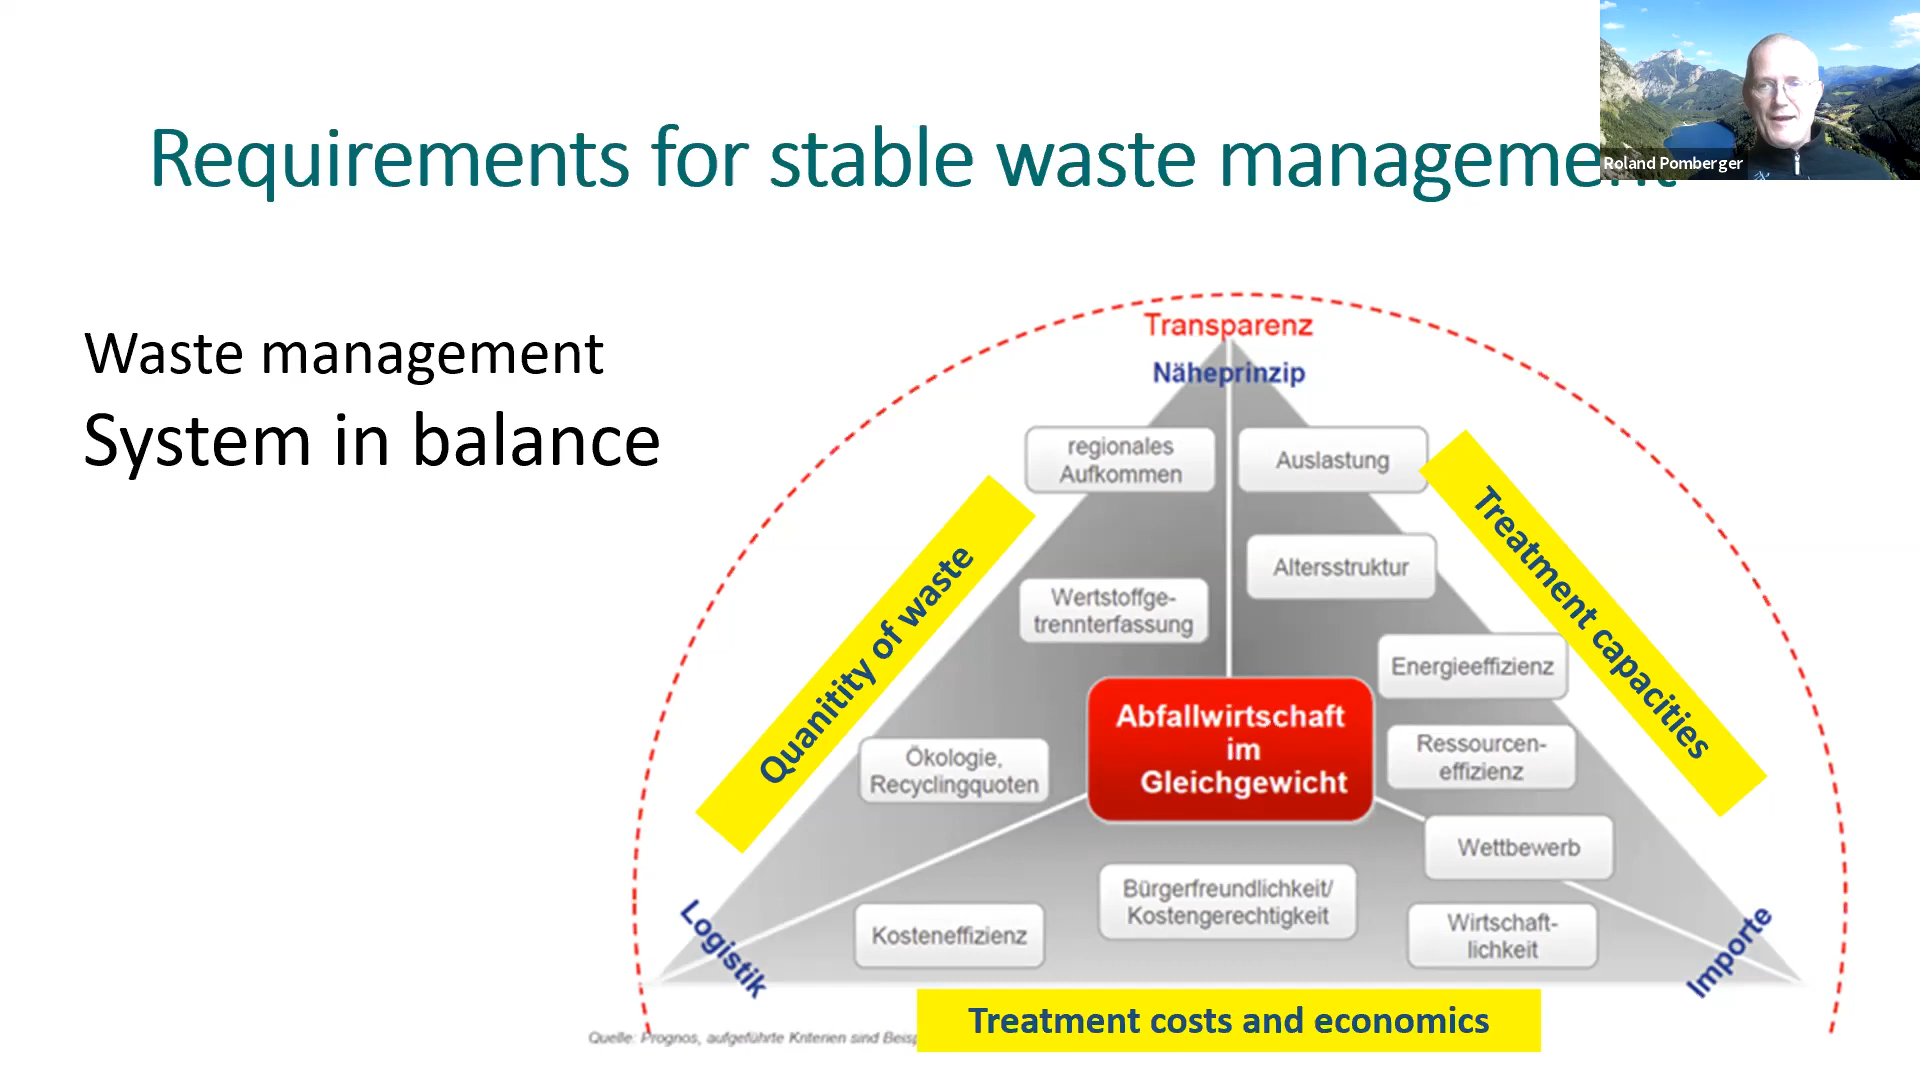 Requirements for stable waste management
Roland Pomberger
Waste management
System in balance
Transparenz
Näheprinzip
regionales
Aufkommen
Auslastung
Altersstruktur
Wertstoffge-
trennterfassung
Energieeffizienz
Quanitity of waste
Treatment capacities
Abfallwirtschaft
im
Gleichgewicht
Ökologie,
Recyclingquoten
Ressourcen-
effizienz
Wettbewerb
Bürgerfreundlichkeit/
Kostengerechtigkeit
Kosteneffizienz
Wirtschaft-
lichkeit
Logistik
Importe
Treatment costs and economics
Quelle: Prognos, aufgeführte Kriterien sind